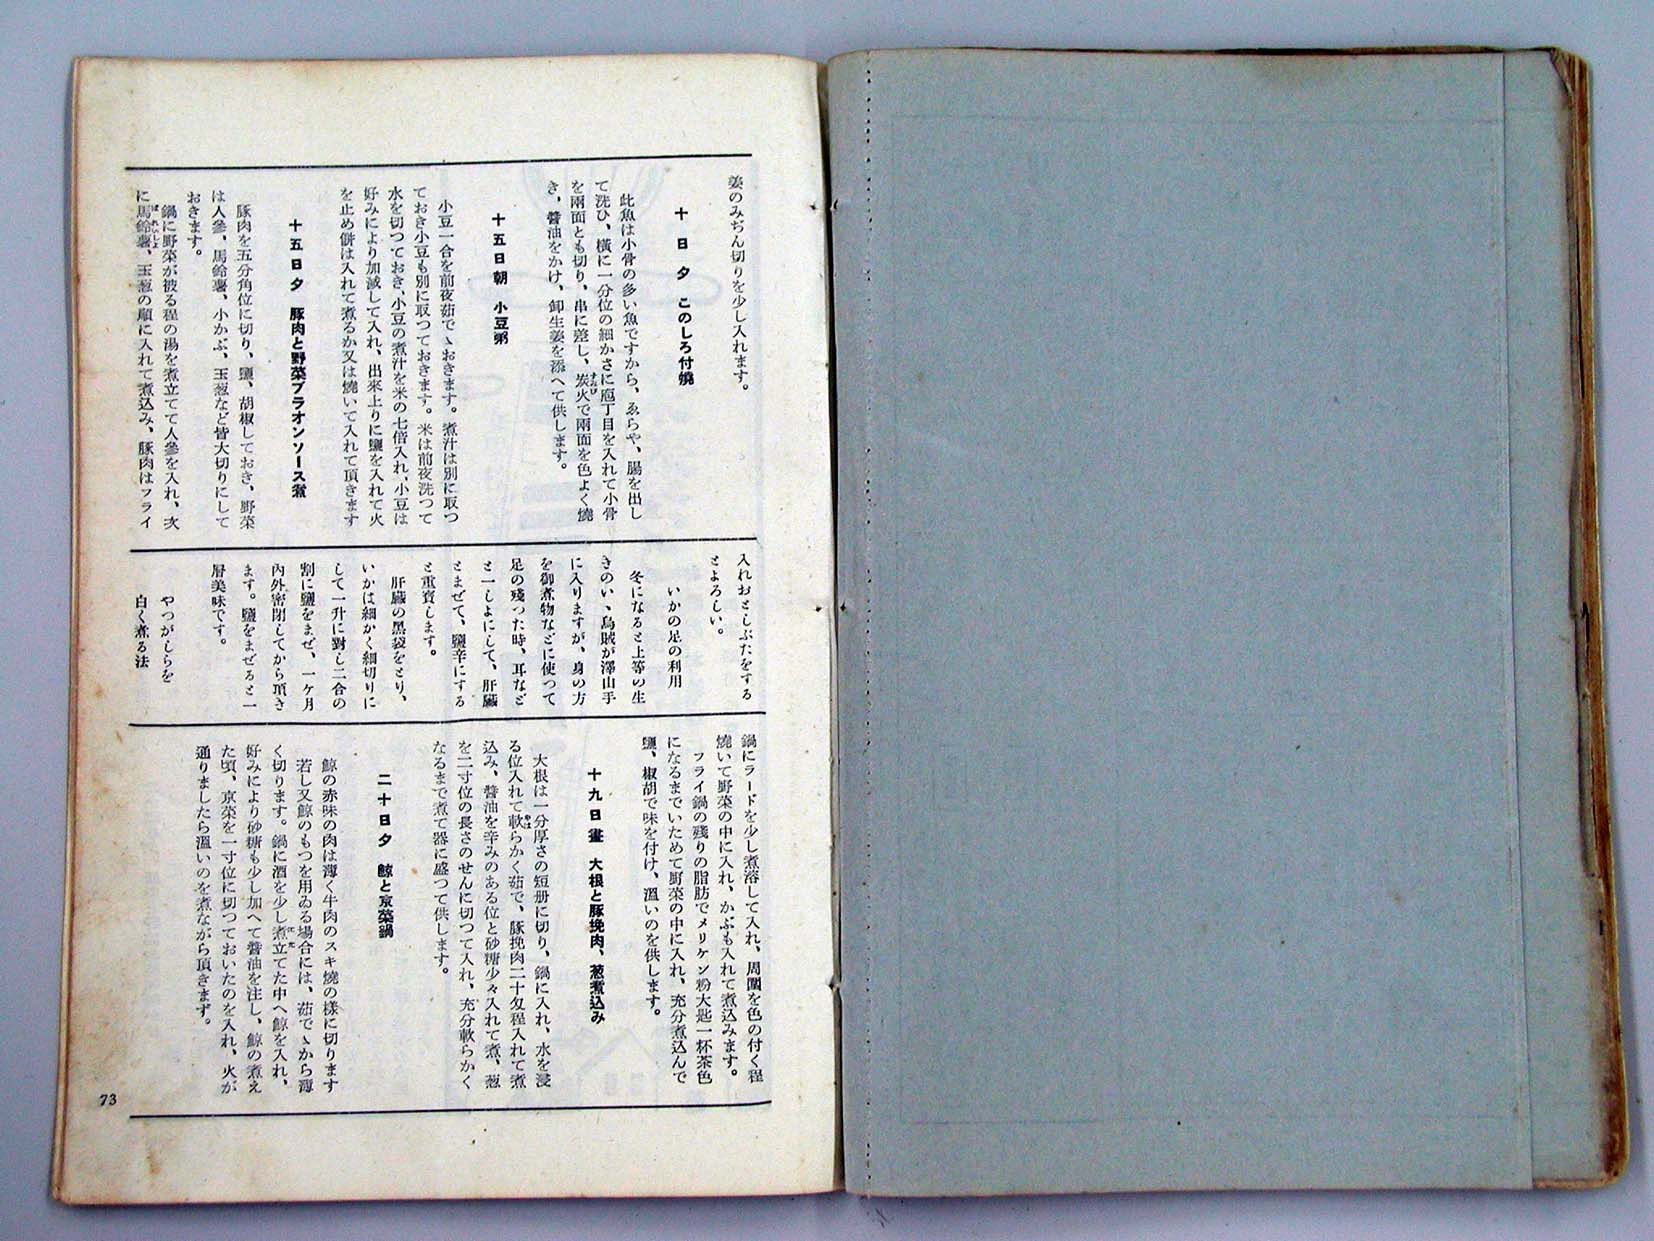 姜のみぢん切りを少し入れます。
十日夕 このしろ付燒
此魚は小骨の多い魚ですから、ゑらや、腸を出し
て洗ひ、橫に一分位の細かさに庖丁目を入れて小骨
を兩面とも切り、串に差し、炭火で兩面を色よく燒
き、醬油をかけ、卸生姜を添へて供します。
十五日朝 小豆粥
小豆一合を前夜茹でゝおきます。煮汁は別に取つ
ておき小豆も別に取つておきます。米は前夜洗つて
水を切つておき、小豆の煮汁を米の七倍入れ、小豆は
好みにより加減して入れ、出來上りに鹽を入れて火
を止め餠は入れて煮るか又は燒いて入れて頂きます
十五日夕 豚肉と野菜ブラオンソース煮
豚肉を五分角位に切り、鹽、胡椒しておき、野菜
は人參、馬鈴薯、小かぶ、玉葱など皆大切りにして
おきます。
鍋に野菜が被る程の湯を煮立てて人參を入れ、次
に馬鈴薯、玉葱の順に入れて煮込み、豚肉はフライ
入れおとしぶたをする
とよろしい。
いかの足の利用
冬になると上等の生
きのいゝ烏賊が澤山手
に入りますが、身の方
を御煮物などに使つて
足の殘つた時、耳など
と一しよにして、肝臟
とまぜて、鹽辛にする
と重寶します。
肝臟の黑袋をとり、
いかは細かく細切りに
して一升に對し二合の
割に鹽をまぜ、一ケ月
內外密閉してから頂き
ます。鹽をまぜると一
層美味です。
やつがしらを
白く煮る法
鍋にラードを少し煮溶して入れ、周圍を色の付く程
燒いて野菜の中に入れ、かぶも入れて煮込みます。
フライ鍋の殘りの脂肪でメリケン粉大匙一杯茶色
になるまでいためて野菜の中に入れ、充分煮込んで
鹽、椒胡で味を付け、溫いのを供します。
十九日晝 大根と豚挽肉、葱煮込み
大根は一分厚さの短册に切り、鍋に入れ、水を浸
る位入れて軟らかく茹で、豚挽肉二十匁程入れて煮
込み、醬油を辛みのある位と砂糖少々入れて煮、葱
を二寸位の長さのせんに切つて入れ、充分軟らかく
なるまで煮て器に盛つて供します。
二十日夕 鯨と京菜鍋
鯨の赤味の肉は薄く牛肉のスキ燒の樣に切ります
若し又鯨のもつを用ゐる場合には、茹でゝから薄
く切ります。鍋に酒を少し煮立てた中へ鯨を入れ、
好みにより砂糖も少し加へて醬油を注し、鯨の煮え
た頃、京菜を一寸位に切つておいたのを入れ、火が
通りましたら溫いのを煮ながら頂きます。
73